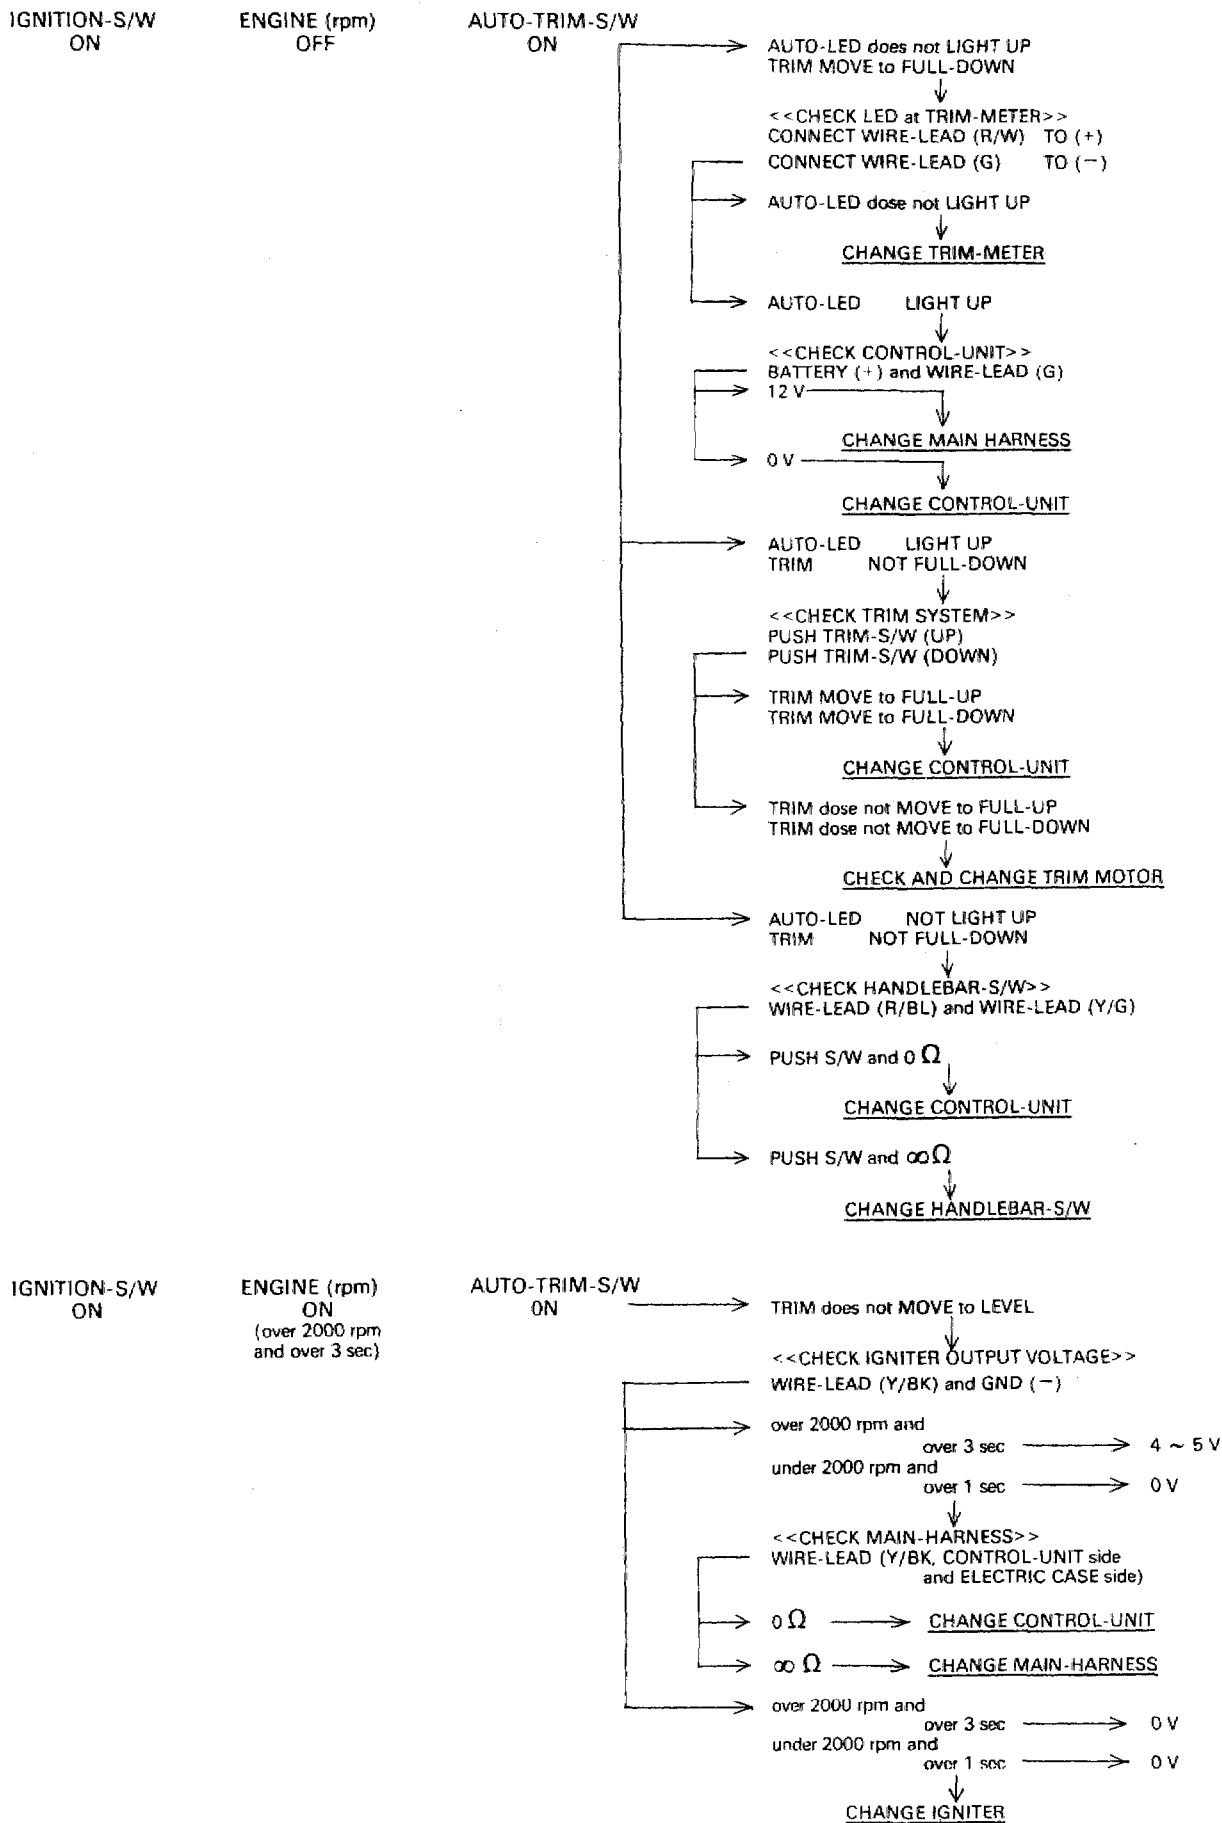 IGNITION-S/W ENGINE (rpm) AUTO-TRIM-S/W
ON OFF ON
AUTO-LED does not LIGHT UP
TRIM MOVE to FULL-DOWN
<<CHECK LED at TRIM-METER>>
CONNECT WIRE-LEAD (R/W) TO (+)
CONNECT WIRE-LEAD (G) TO (−)
AUTO-LED dose not LIGHT UP
CHANGE TRIM-METER
AUTO-LED LIGHT UP
<<CHECK CONTROL-UNIT>>
BATTERY (+) and WIRE-LEAD (G)
12 V
CHANGE MAIN HARNESS
0 V
CHANGE CONTROL-UNIT
AUTO-LED LIGHT UP
TRIM NOT FULL-DOWN
<<CHECK TRIM SYSTEM>>
PUSH TRIM-S/W (UP)
PUSH TRIM-S/W (DOWN)
TRIM MOVE to FULL-UP
TRIM MOVE to FULL-DOWN
CHANGE CONTROL-UNIT
TRIM dose not MOVE to FULL-UP
TRIM dose not MOVE to FULL-DOWN
CHECK AND CHANGE TRIM MOTOR
AUTO-LED NOT LIGHT UP
TRIM NOT FULL-DOWN
<<CHECK HANDLEBAR-S/W>>
WIRE-LEAD (R/BL) and WIRE-LEAD (Y/G)
PUSH S/W and 0 Ω
CHANGE CONTROL-UNIT
PUSH S/W and ∞ Ω
CHANGE HANDLEBAR-S/W
IGNITION-S/W ENGINE (rpm) AUTO-TRIM-S/W
ON ON ON
(over 2000 rpm
and over 3 sec)
TRIM does not MOVE to LEVEL
<<CHECK IGNITER OUTPUT VOLTAGE>>
WIRE-LEAD (Y/BK) and GND (−)
over 2000 rpm and
over 3 sec 4 ~ 5 V
under 2000 rpm and
over 1 sec 0 V
<<CHECK MAIN-HARNESS>>
WIRE-LEAD (Y/BK, CONTROL-UNIT side
and ELECTRIC CASE side)
0 Ω CHANGE CONTROL-UNIT
∞ Ω CHANGE MAIN-HARNESS
over 2000 rpm and
over 3 sec 0 V
under 2000 rpm and
over 1 sec 0 V
CHANGE IGNITER